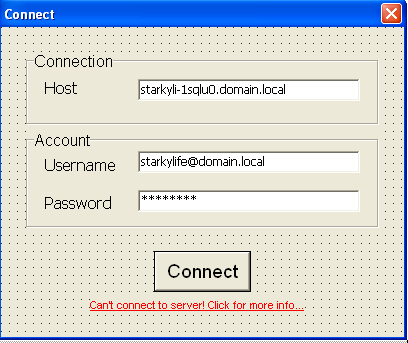 Connect
Connection
Host
starkyli-1sqlu0.domain.local
Account
Username
starkylife@domain.local
Password
********
Connect
Can't connect to server! Click for more info...